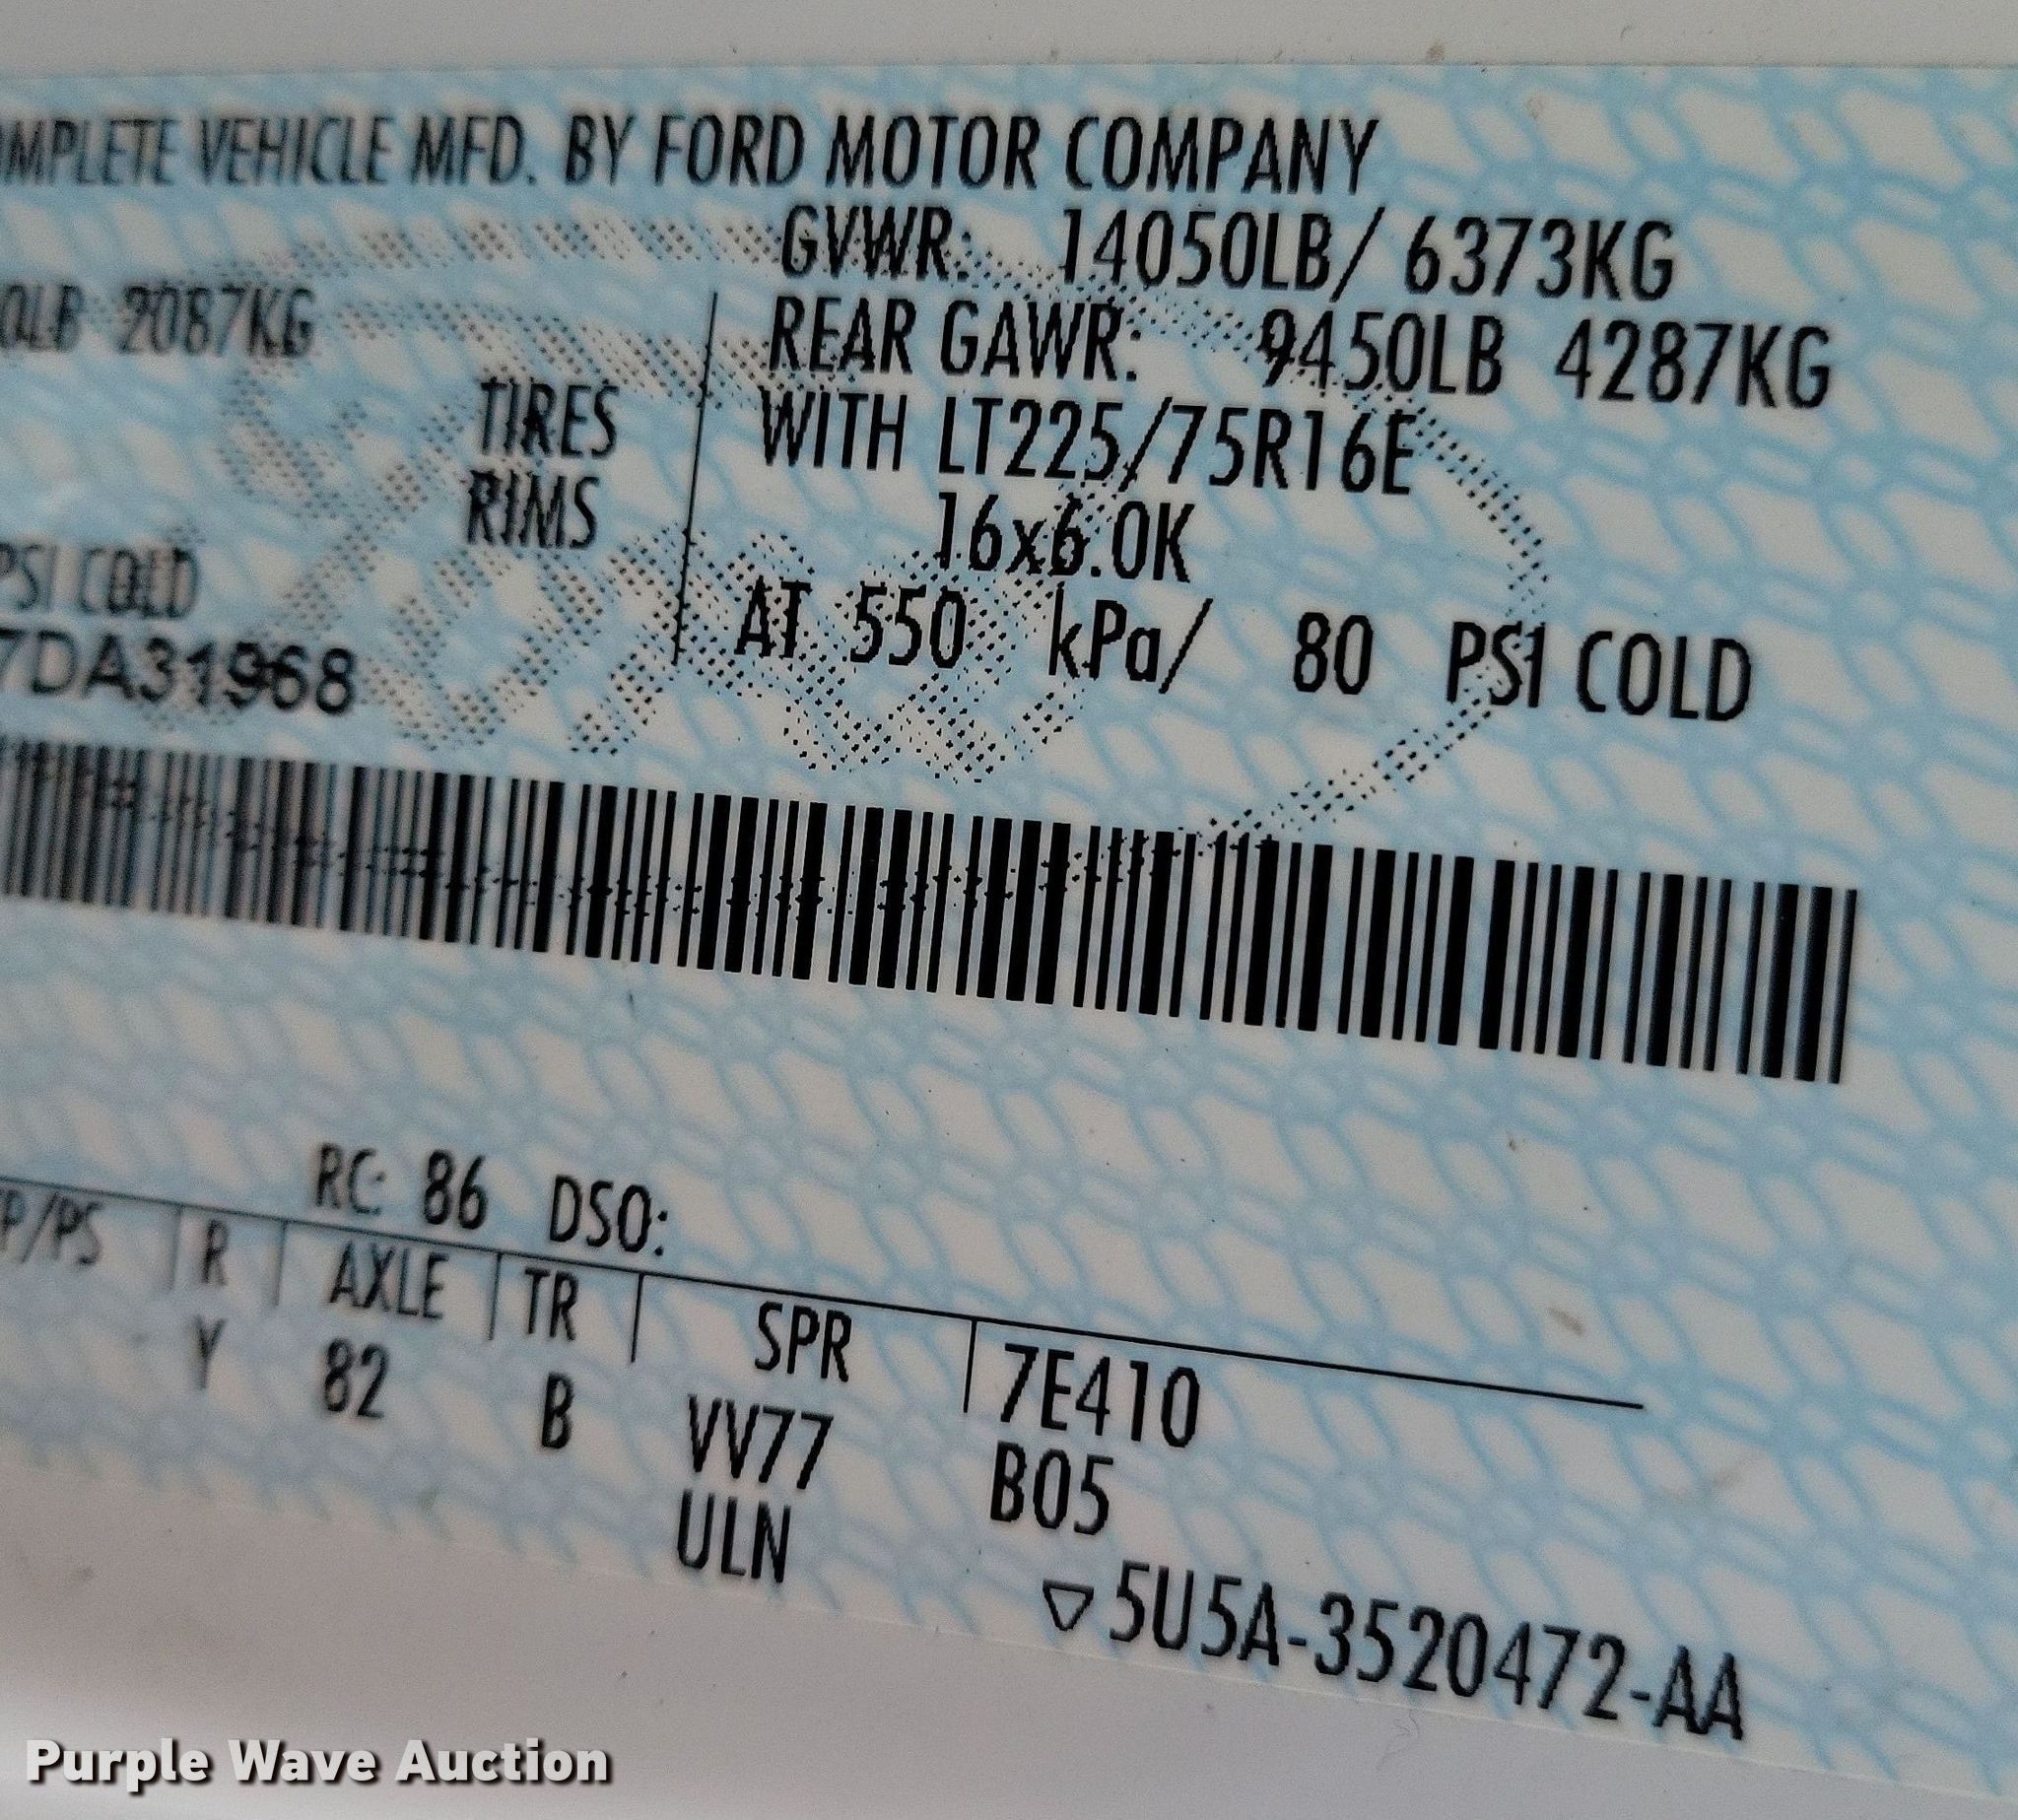 OMPLETE VEHICLE MFD. BY FORD MOTOR COMPANY
GVWR: 14050LB/ 6373KG
0LB 2087KG REAR GAWR: 9450LB 4287KG
TIRES WITH LT225/75R16E
RIMS 16x6.0K
PSI COLD AT 550 kPa/ 80 PSI COLD
7DA31968
RC: 86 DSO:
P/PS R AXLE TR SPR 7E410
Y 82 B VV77 B05
ULN
5U5A-3520472-AA
Purple Wave Auction